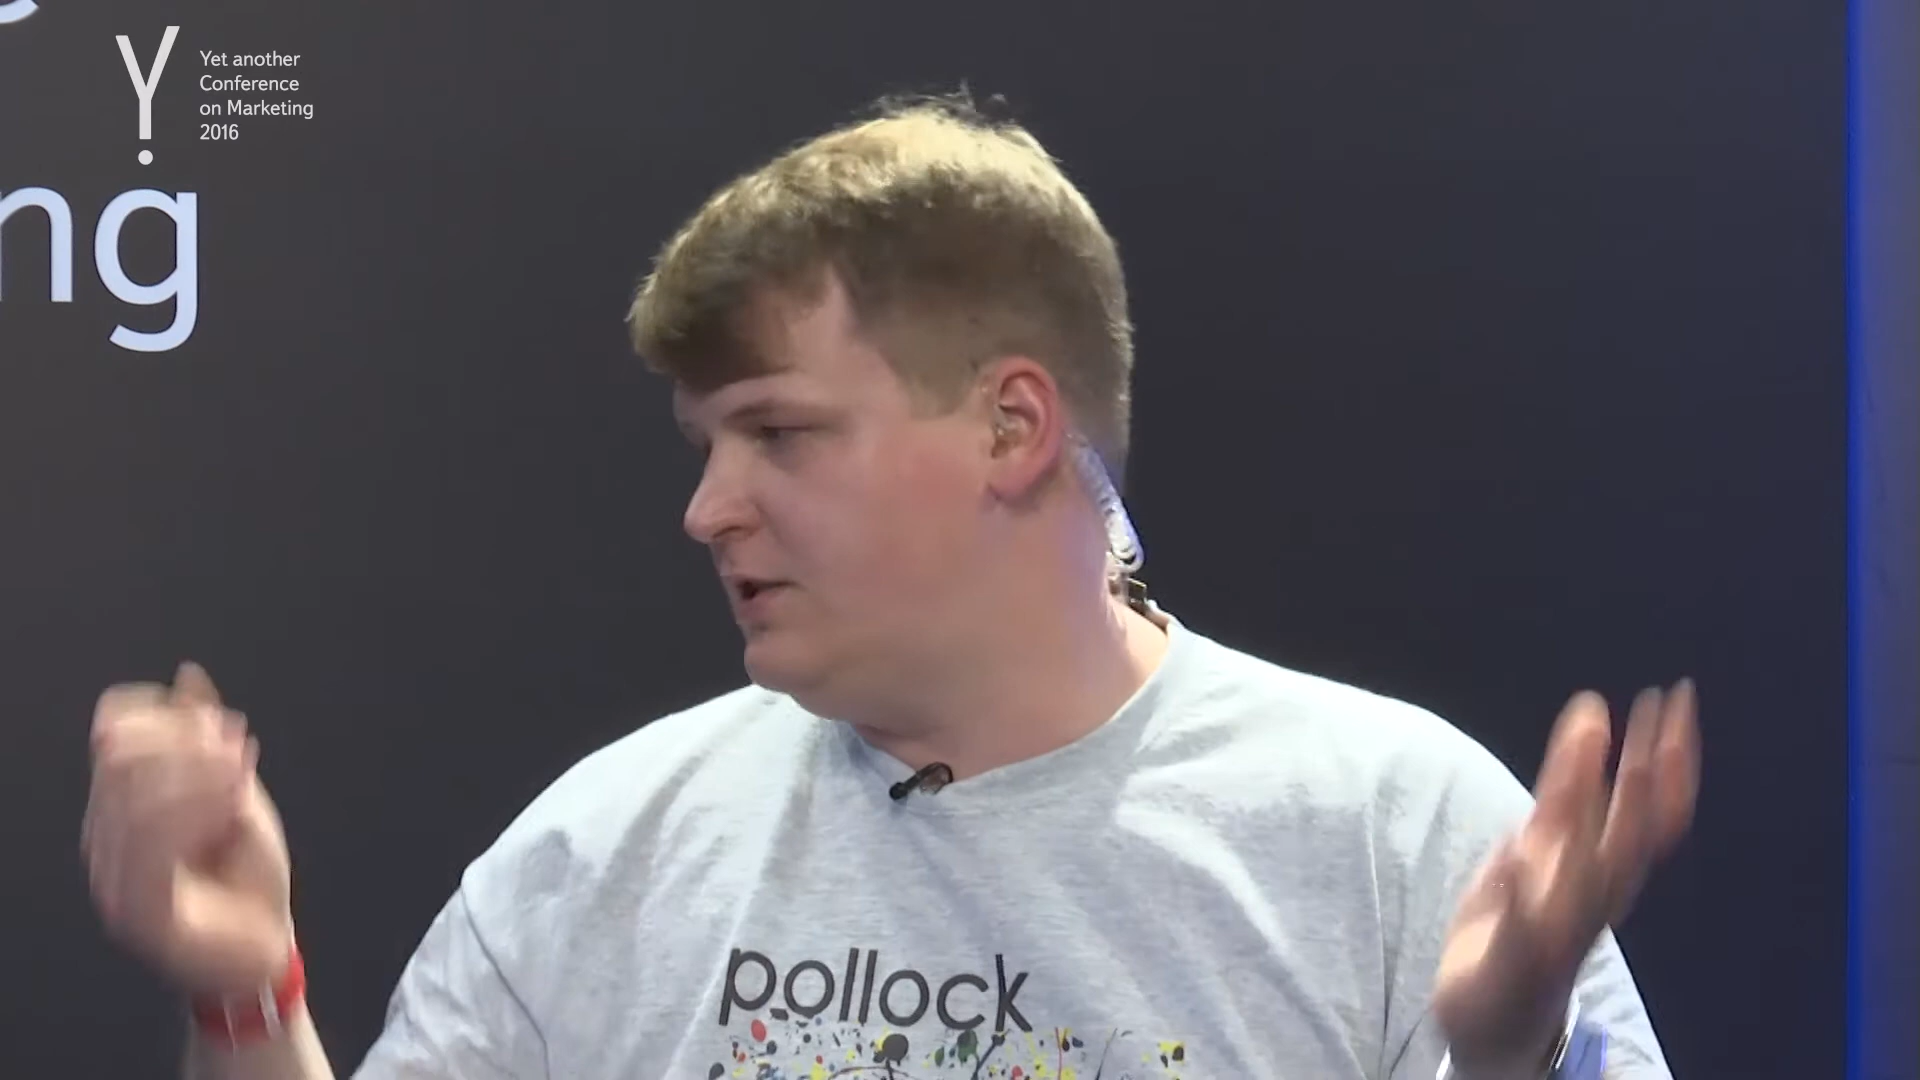 Yet another
Conference
on Marketing
2016
ng
pollock